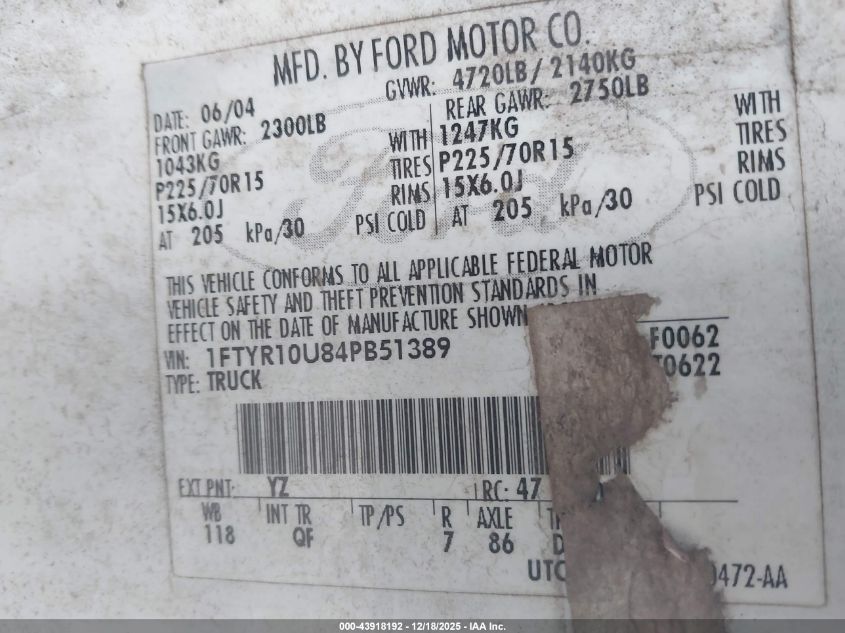 MFD. BY FORD MOTOR CO.
DATE: 06/04 GVWR: 4720LB/ 2140KG
FRONT GAWR: 2300LB REAR GAWR: 2750LB
1043KG WITH 1247KG WITH
P225/70R15 TIRES P225/70R15 TIRES
15X6.0J RIMS 15X6.0J RIMS
AT 205 kPa/30 PSI COLD AT 205 kPa/30 PSI COLD
Ford
THIS VEHICLE CONFORMS TO ALL APPLICABLE FEDERAL MOTOR
VEHICLE SAFETY AND THEFT PREVENTION STANDARDS IN
EFFECT ON THE DATE OF MANUFACTURE SHOWN
VIN: 1FTYR10U84PB51389 F0062
TYPE: TRUCK T0622
EXT PNT: YZ RC: 47
WB INT TR TP/PS R AXLE
118 QF 7 86 D
UTC 0472-AA
000-43918192 - 12/18/2025 - IAA Inc.